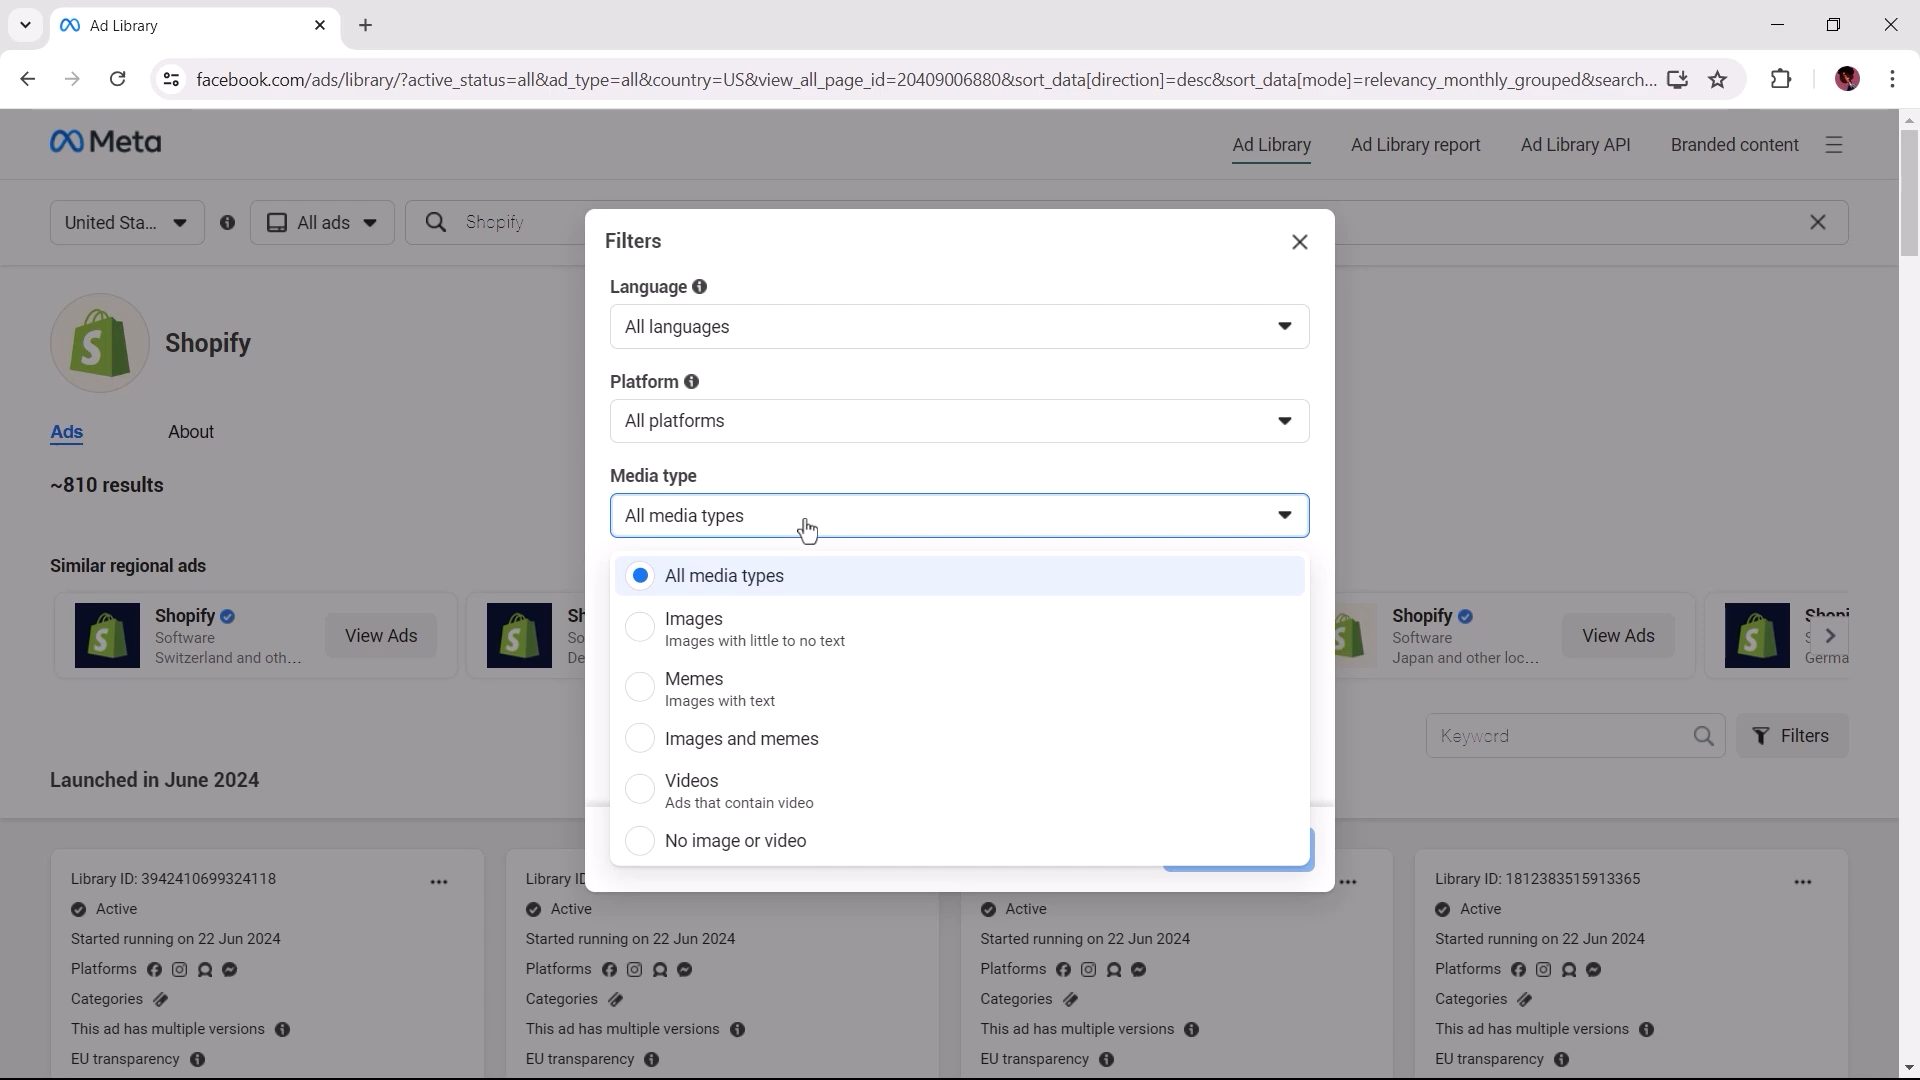 Ad Library
facebook.com/ads/library/?active_status=all&ad_type=all&country=US&view_all_page_id=20409006880&sort_data[direction]=desc&sort_data[mode]=relevancy_monthly_grouped&search...
Meta
Ad Library
Ad Library report
Ad Library API
Branded content
United Sta...
All ads
Shopify
Shopify
Ads
About
~810 results
Similar regional ads
Shopify
Software
Switzerland and oth...
View Ads
Sh
So
De
Shopify
Software
Japan and other loc...
View Ads
Shopi
S
Germa
Keyword
Filters
Launched in June 2024
Filters
Language
All languages
Platform
All platforms
Media type
All media types
All media types
Images
Images with little to no text
Memes
Images with text
Images and memes
Videos
Ads that contain video
No image or video
Library ID: 3942410699324118
Active
Started running on 22 Jun 2024
Platforms
Categories
This ad has multiple versions
EU transparency
Library ID
Active
Started running on 22 Jun 2024
Platforms
Categories
This ad has multiple versions
EU transparency
Active
Started running on 22 Jun 2024
Platforms
Categories
This ad has multiple versions
EU transparency
Library ID: 1812383515913365
Active
Started running on 22 Jun 2024
Platforms
Categories
This ad has multiple versions
EU transparency